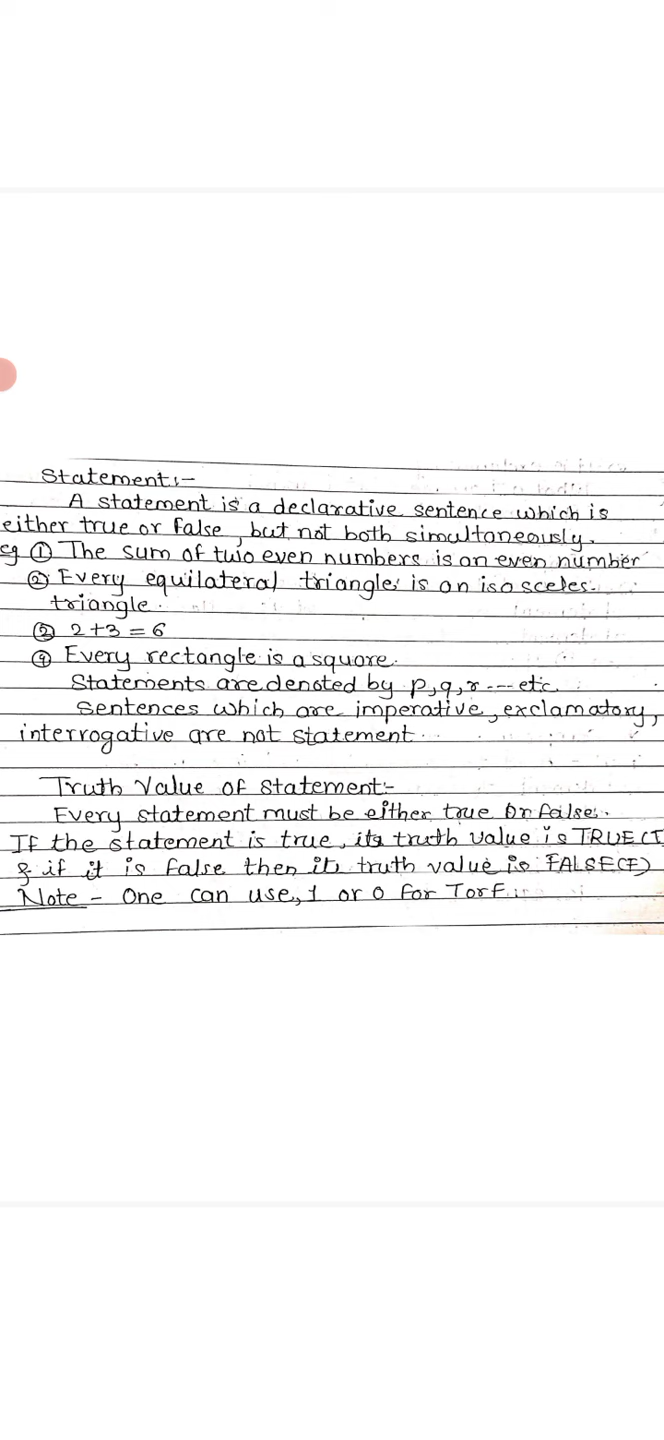 Statement:-
A statement is a declarative sentence which is
either true or false, but not both simultaneously.
eg ① The sum of two even numbers is an even number
② Every equilateral triangle is an isosceles
triangle.
③ 2+3 = 6
④ Every rectangle is a square.
Statements are denoted by p,q,r --- etc.
Sentences which are imperative, exclamatory,
interrogative are not statement.
Truth Value of Statement:-
Every statement must be either true or false.
If the statement is true, its truth value is TRUE (T
& if it is false then its truth value is FALSE(F)
Note - One can use, 1 or 0 for T or F.